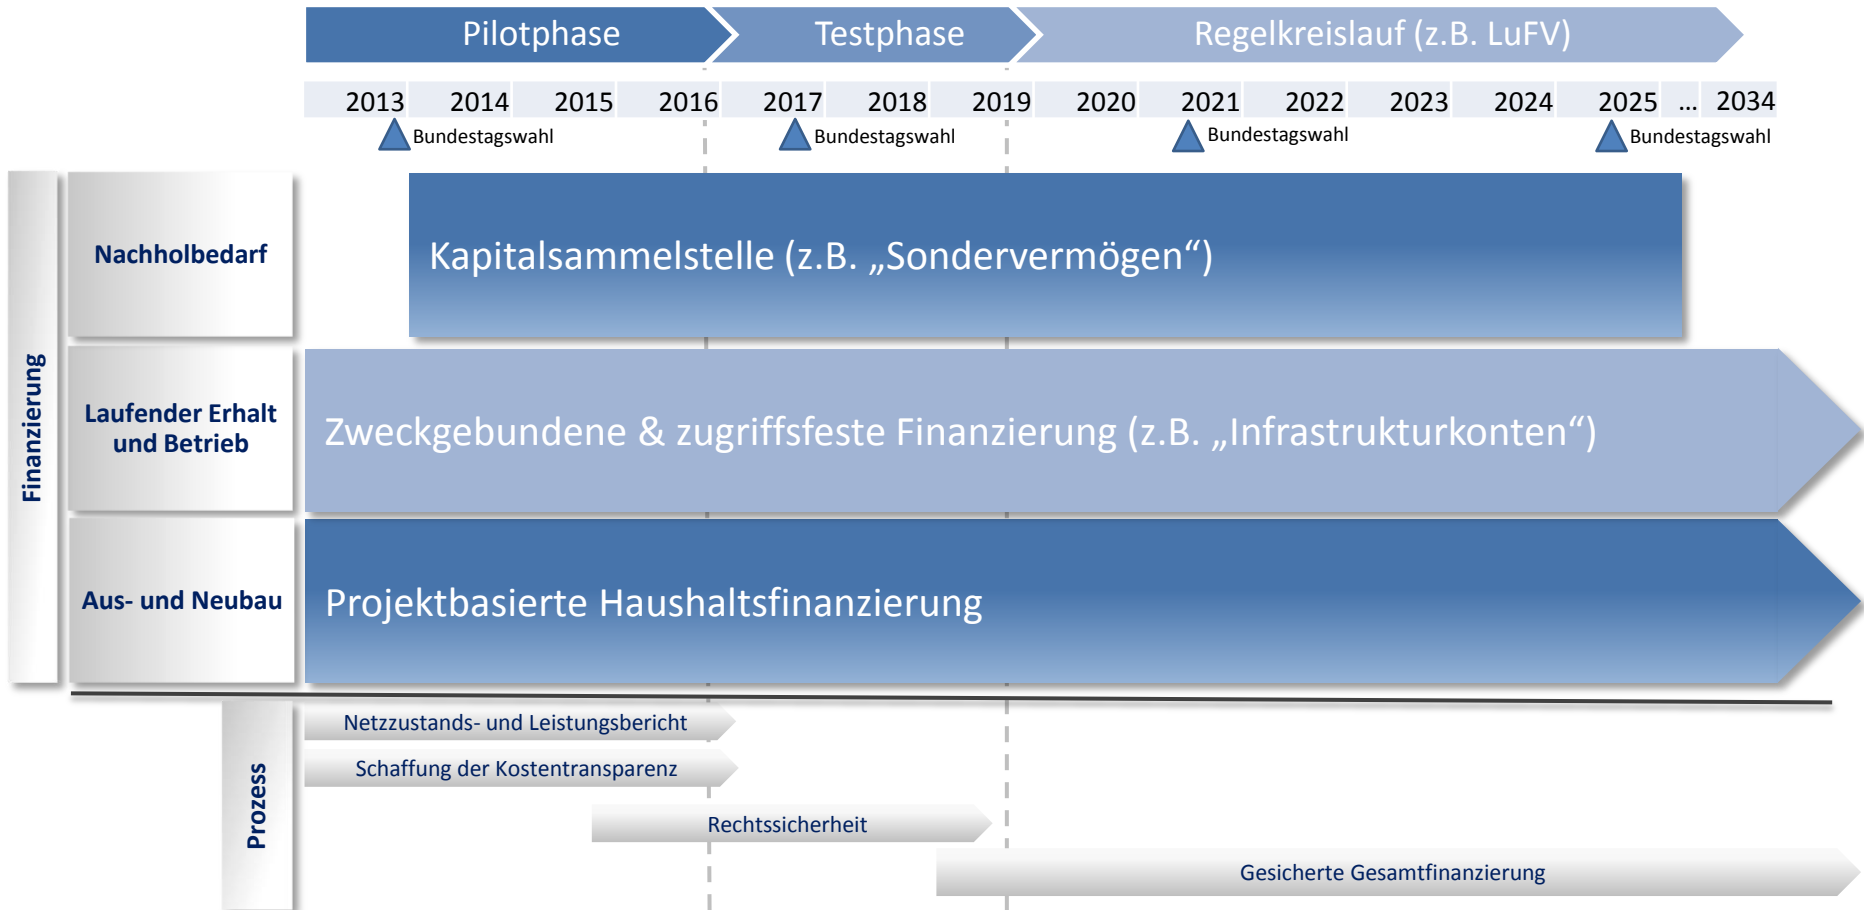 Pilotphase
Testphase
Regelkreislauf (z.B. LuFV)
2013 2014 2015 2016 2017 2018 2019 2020 2021 2022 2023 2024 2025 ... 2034
Bundestagswahl
Bundestagswahl
Bundestagswahl
Bundestagswahl
Finanzierung
Nachholbedarf
Kapitalsammelstelle (z.B. „Sondervermögen“)
Laufender Erhalt
und Betrieb
Zweckgebundene & zugriffsfeste Finanzierung (z.B. „Infrastrukturkonten“)
Aus- und Neubau
Projektbasierte Haushaltsfinanzierung
Prozess
Netzzustands- und Leistungsbericht
Schaffung der Kostentransparenz
Rechtssicherheit
Gesicherte Gesamtfinanzierung